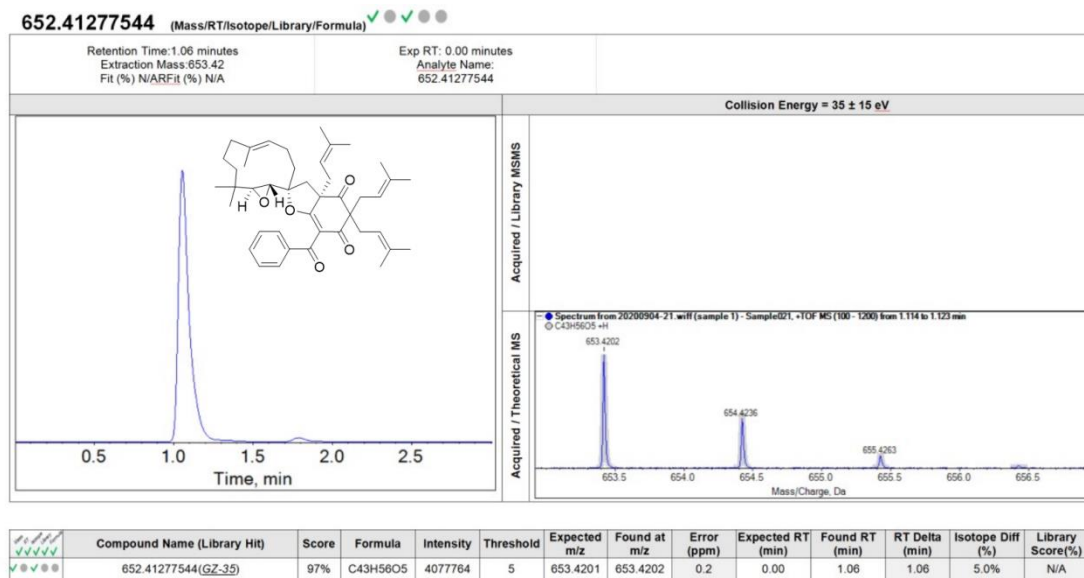 652.41277544 (Mass/RT/Isotope/Library/Formula)
Retention Time:1.06 minutes
Extraction Mass:653.42
Fit (%) N/ARFit (%) N/A
Exp RT: 0.00 minutes
Analyte Name:
652.41277544
Collision Energy = 35 ± 15 eV
H O H
O
O
O
O
0.5 1.0 1.5 2.0 2.5
Time, min
Acquired / Library MSMS
Acquired / Theoretical MS
Spectrum from 20200904-21.wiff (sample 1) - Sample021, +TOF MS (100 - 1200) from 1.114 to 1.123 min
C43H56O5 +H
653.4202
654.4236
655.4263
653.5 654.0 654.5 655.0 655.5 656.0 656.5
Mass/Charge, Da
Compound Name (Library Hit) Score Formula Intensity Threshold Expected m/z Found at m/z Error (ppm) Expected RT (min) Found RT (min) RT Delta (min) Isotope Diff (%) Library Score(%)
652.41277544(GZ-35) 97% C43H56O5 4077764 5 653.4201 653.4202 0.2 0.00 1.06 1.06 5.0% N/A